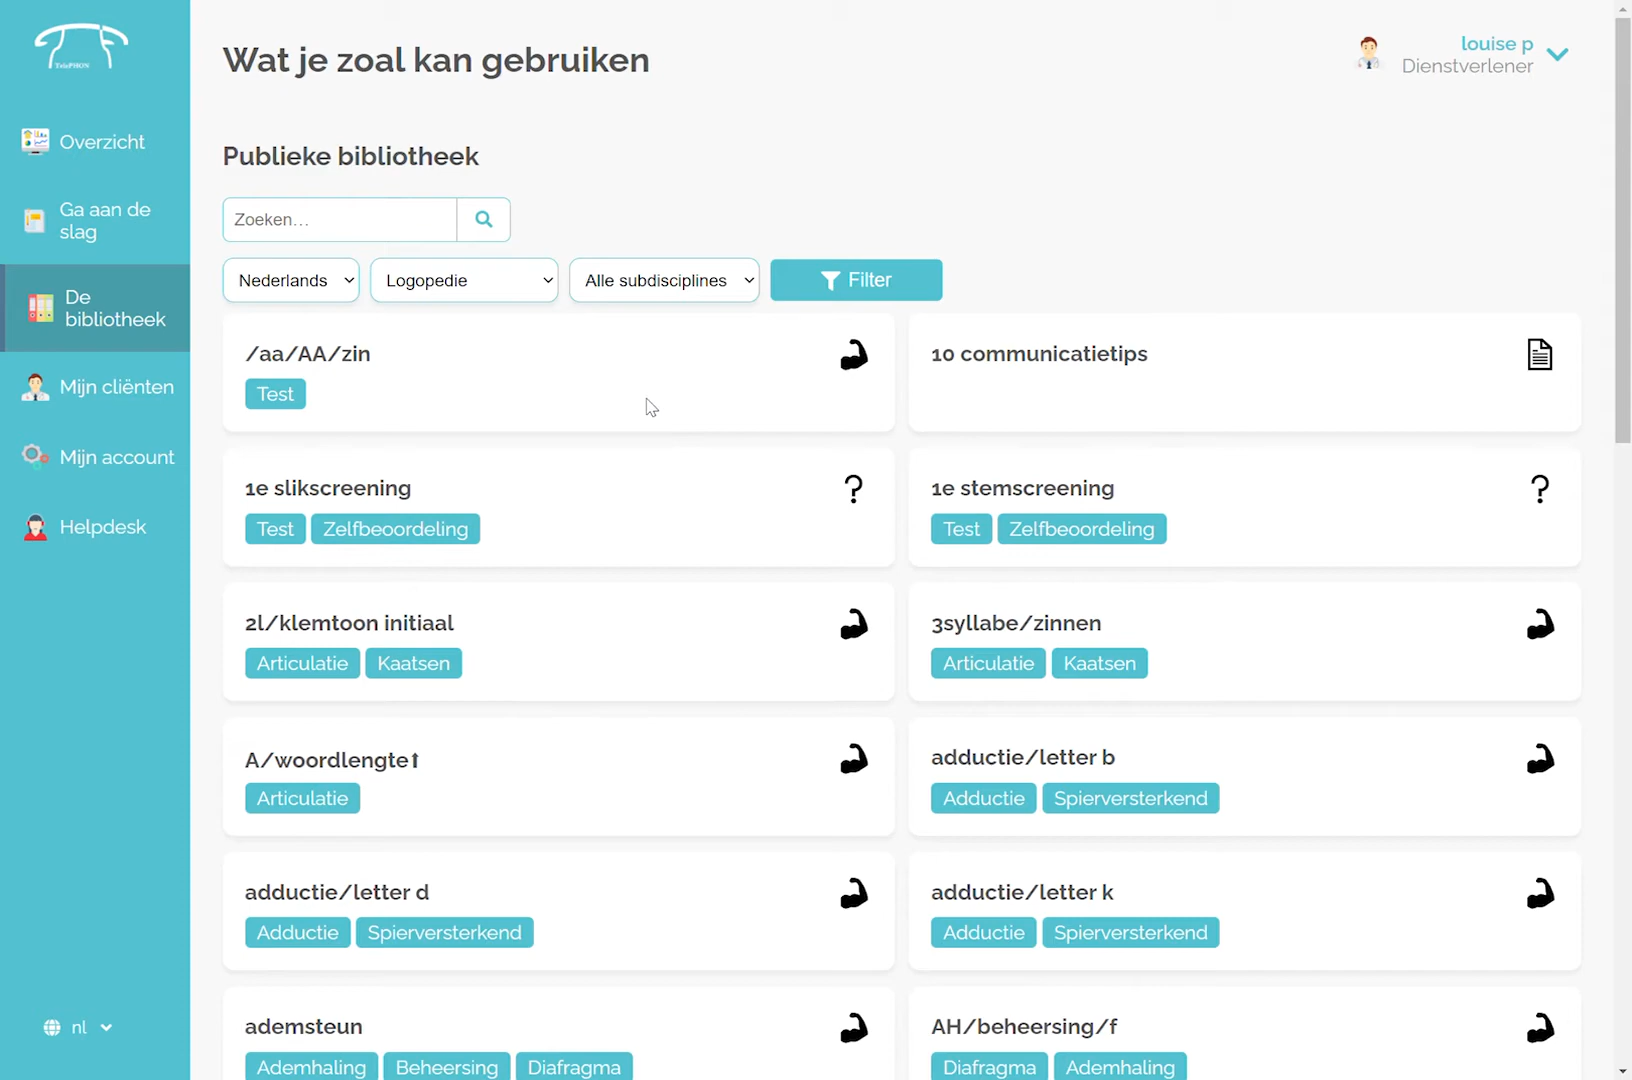 TelePHON
Wat je zoal kan gebruiken
louise p
Dienstverlener
Overzicht
Ga aan de
slag
De
bibliotheek
Mijn cliënten
Mijn account
Helpdesk
nl
Publieke bibliotheek
Zoeken...
Nederlands
Logopedie
Alle subdisciplines
Filter
/aa/AA/zin
Test
10 communicatietips
1e slikscreening
Test Zelfbeoordeling
1e stemscreening
Test Zelfbeoordeling
2l/klemtoon initiaal
Articulatie Kaatsen
3syllabe/zinnen
Articulatie Kaatsen
A/woordlengte⬆
Articulatie
adductie/letter b
Adductie Spierversterkend
adductie/letter d
Adductie Spierversterkend
adductie/letter k
Adductie Spierversterkend
ademsteun
Ademhaling Beheersing Diafragma
AH/beheersing/f
Diafragma Ademhaling